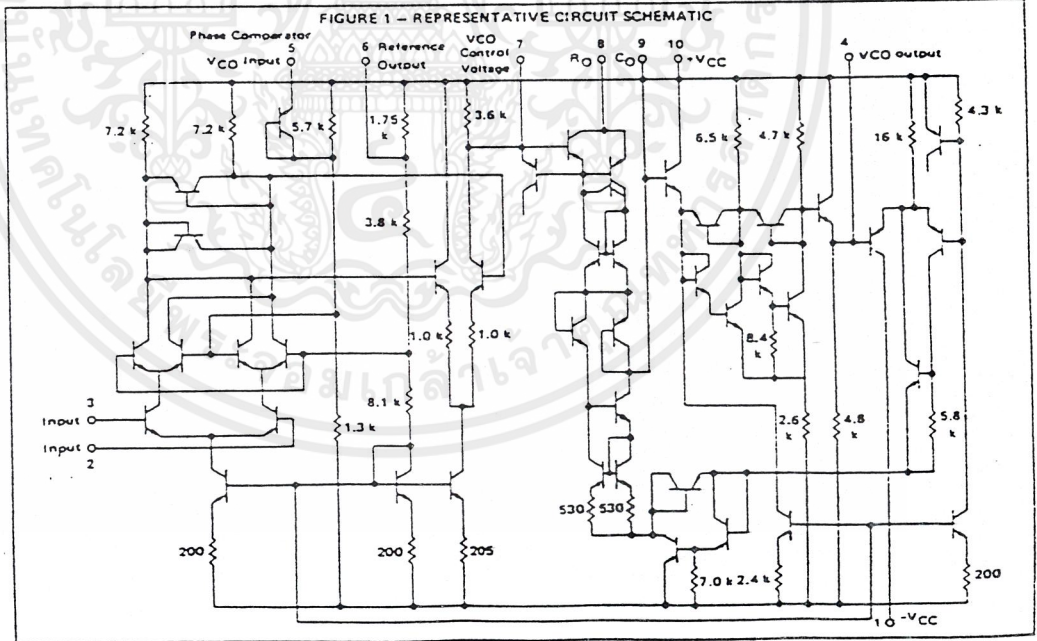 FIGURE 1 – REPRESENTATIVE CIRCUIT SCHEMATIC
Phase Comparator
VCO Input
5
6 Reference
Output
VCO
Control
Voltage
7
8
RO
9
CO
10
+VCC
4
VCO output
7.2 k
7.2 k
5.7 k
1.75
k
3.6 k
6.5 k
4.7 k
16 k
4.3 k
3.8 k
1.0 k
1.0 k
8.4
k
3
Input
Input
2
1.3 k
8.1 k
2.6
k
4.8
k
5.8
k
530
530
200
200
205
7.0 k
2.4 k
200
1
-VCC